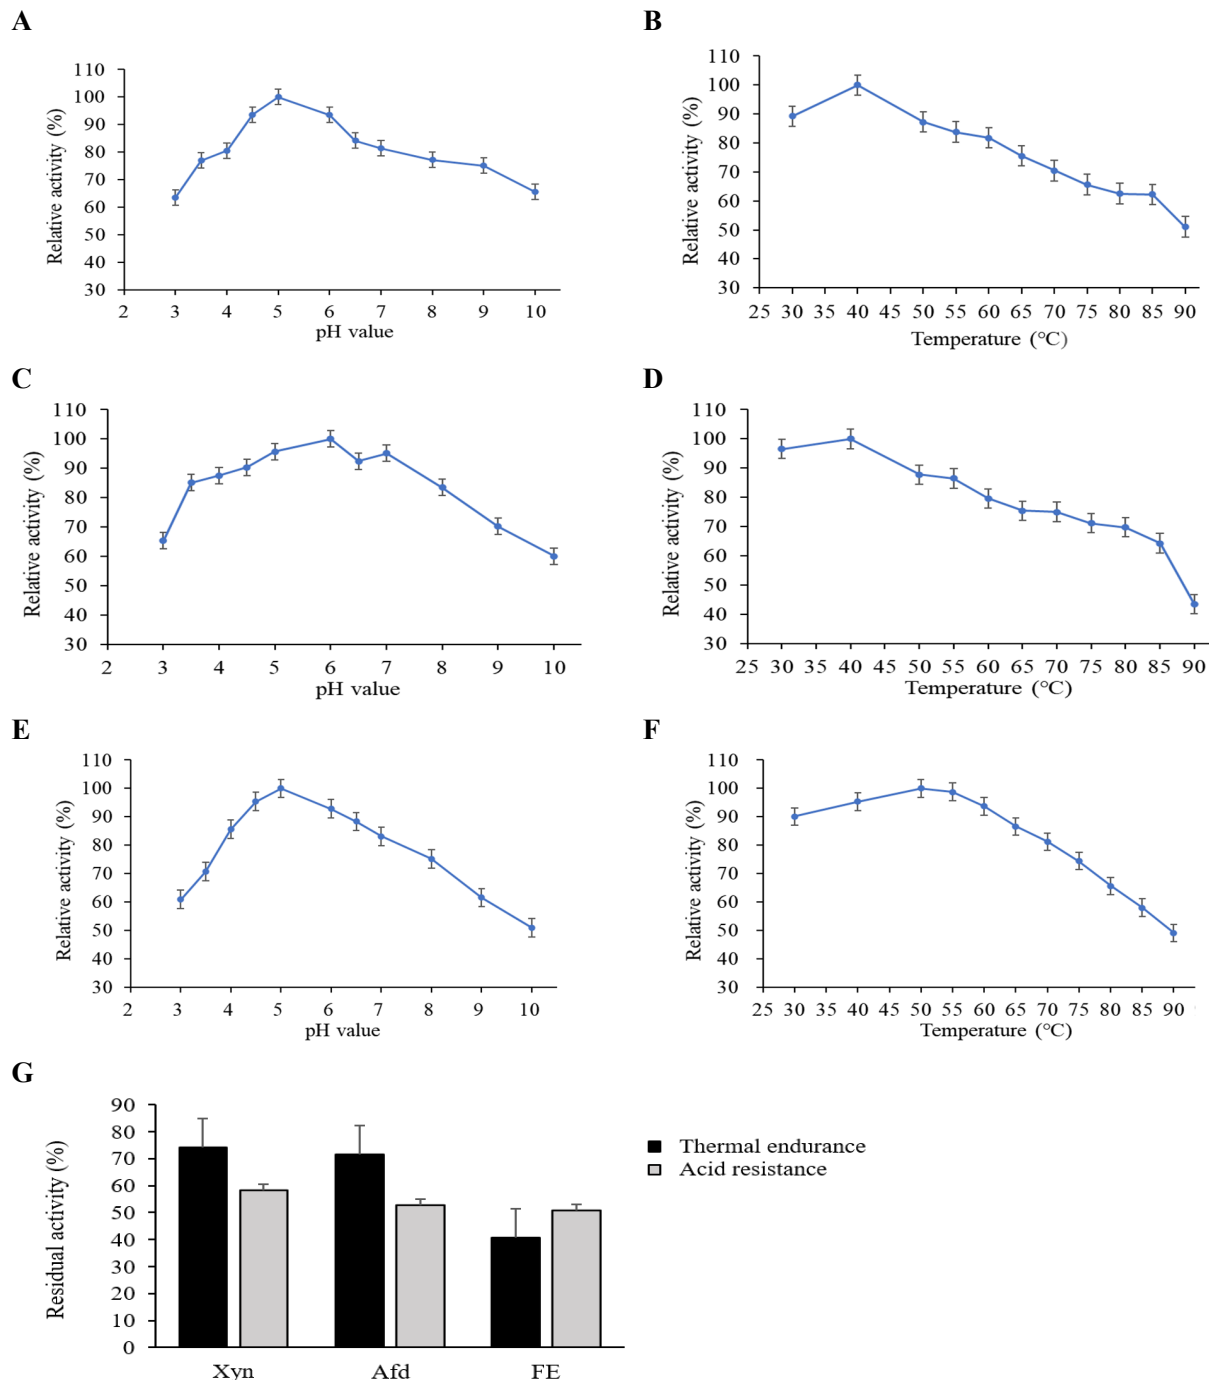 A
110
100
90
80
70
60
50
40
30
Relative activity (%)
2 3 4 5 6 7 8 9 10
pH value
B
110
100
90
80
70
60
50
40
30
Relative activity (%)
25 30 35 40 45 50 55 60 65 70 75 80 85 90
Temperature (°C)
C
110
100
90
80
70
60
50
40
30
Relative activity (%)
2 3 4 5 6 7 8 9 10
pH value
D
110
100
90
80
70
60
50
40
30
Relative activity (%)
25 30 35 40 45 50 55 60 65 70 75 80 85 90
Temperature (°C)
E
110
100
90
80
70
60
50
40
30
Relative activity (%)
2 3 4 5 6 7 8 9 10
pH value
F
110
100
90
80
70
60
50
40
30
Relative activity (%)
25 30 35 40 45 50 55 60 65 70 75 80 85 90
Temperature (°C)
G
90
80
70
60
50
40
30
20
10
0
Residual activity (%)
Xyn Afd FE
Thermal endurance
Acid resistance